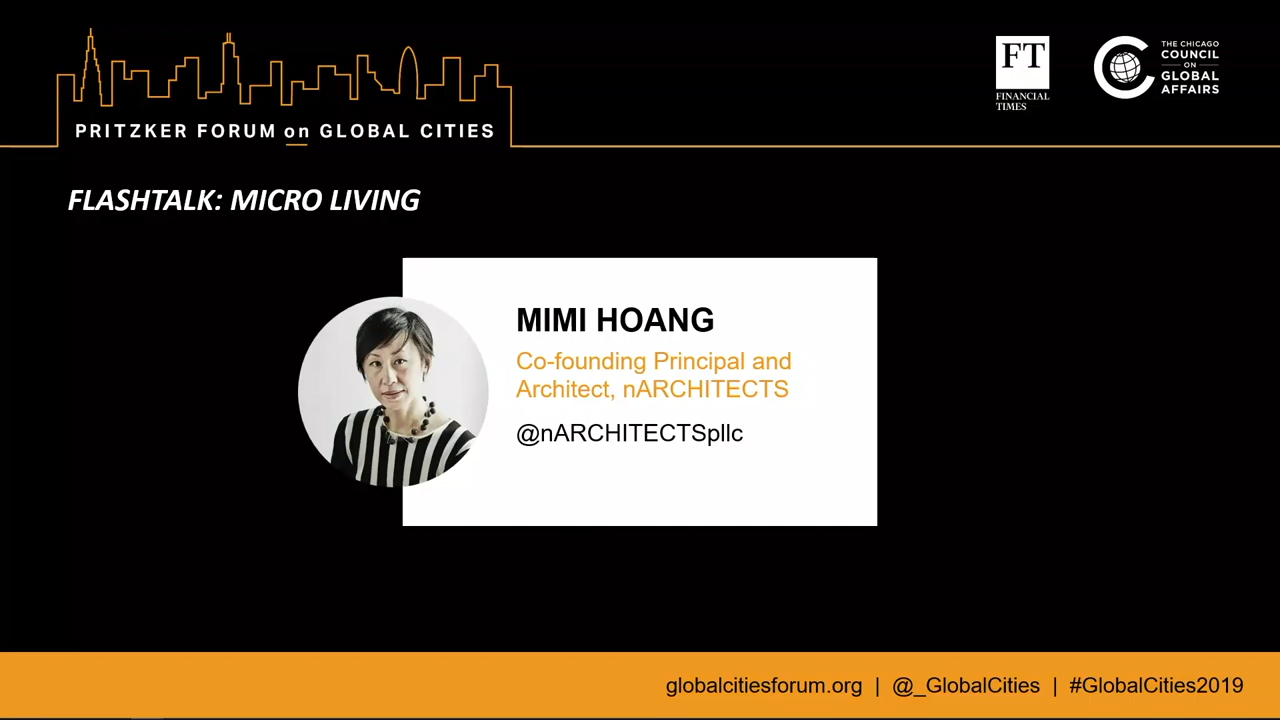 PRITZKER FORUM on GLOBAL CITIES
FT
FINANCIAL
TIMES
THE CHICAGO
COUNCIL
ON
GLOBAL
AFFAIRS
FLASHTALK: MICRO LIVING
MIMI HOANG
Co-founding Principal and
Architect, nARCHITECTS
@nARCHITECTSpllc
globalcitiesforum.org | @_GlobalCities | #GlobalCities2019